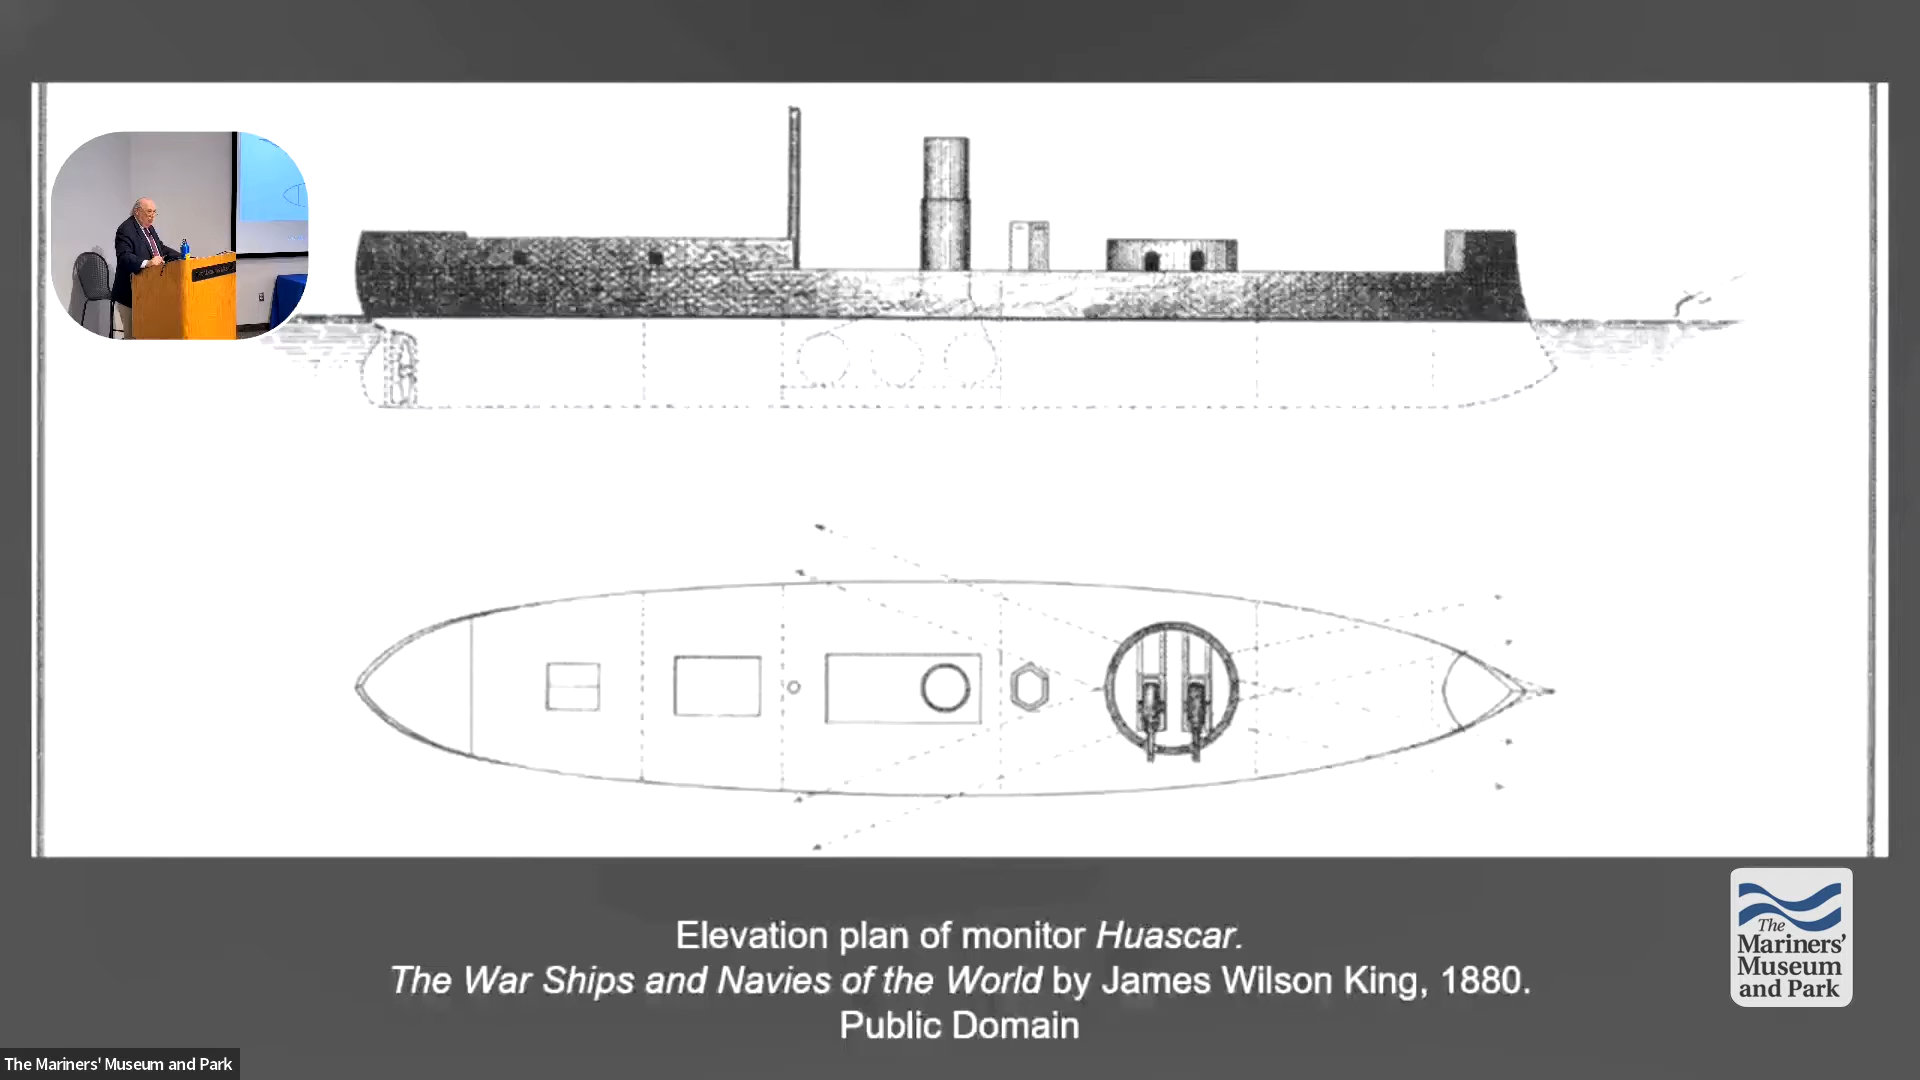 Elevation plan of monitor Huascar.
The War Ships and Navies of the World by James Wilson King, 1880.
Public Domain
The
Mariners'
Museum
and Park
The Mariners' Museum and Park